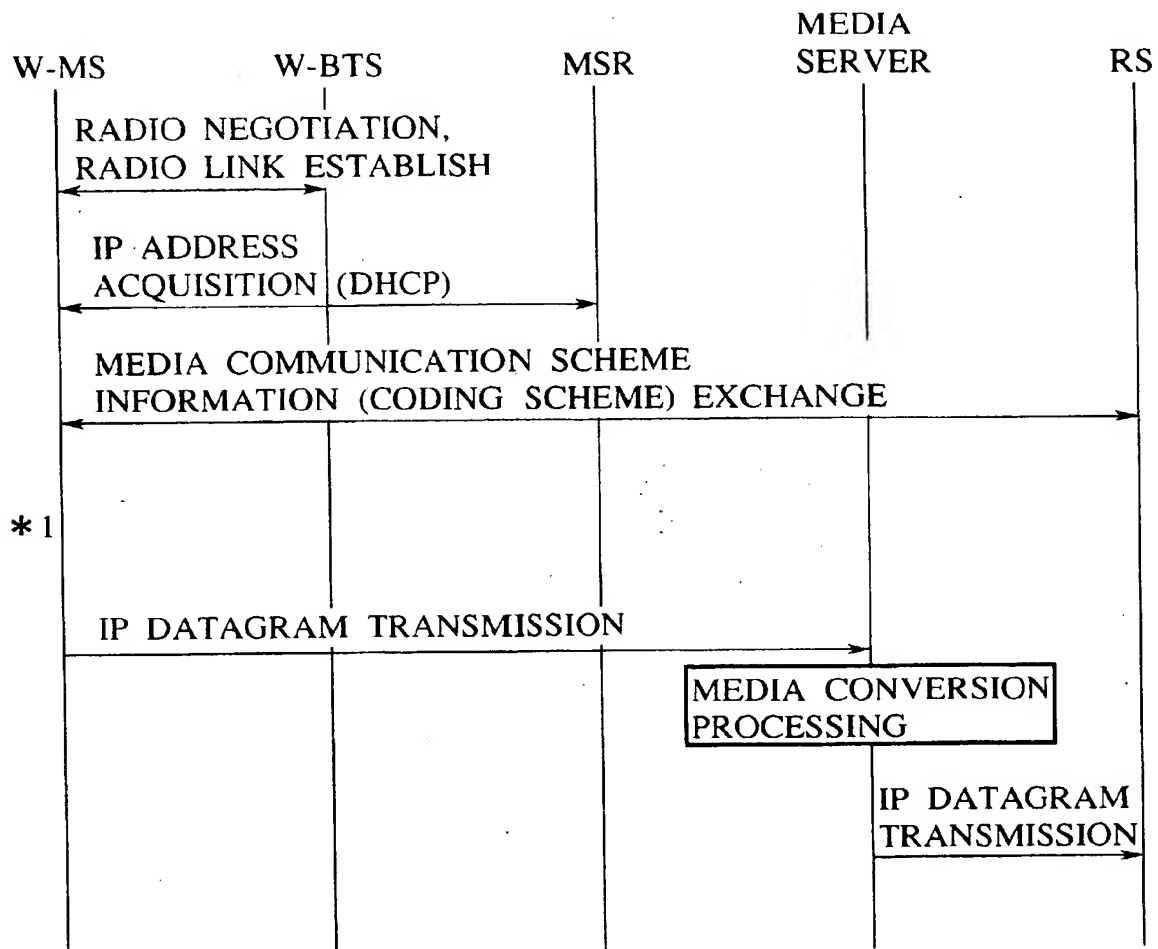 W-MS W-BTS MSR MEDIA SERVER RS
RADIO NEGOTIATION,
RADIO LINK ESTABLISH
IP ADDRESS
ACQUISITION (DHCP)
MEDIA COMMUNICATION SCHEME
INFORMATION (CODING SCHEME) EXCHANGE
*1
IP DATAGRAM TRANSMISSION
MEDIA CONVERSION
PROCESSING
IP DATAGRAM
TRANSMISSION